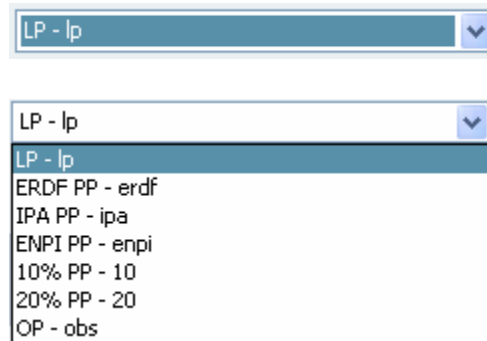 LP - lp
LP - lp
LP - lp
ERDF PP - erdf
IPA PP - ipa
ENPI PP - enpi
10% PP - 10
20% PP - 20
OP - obs